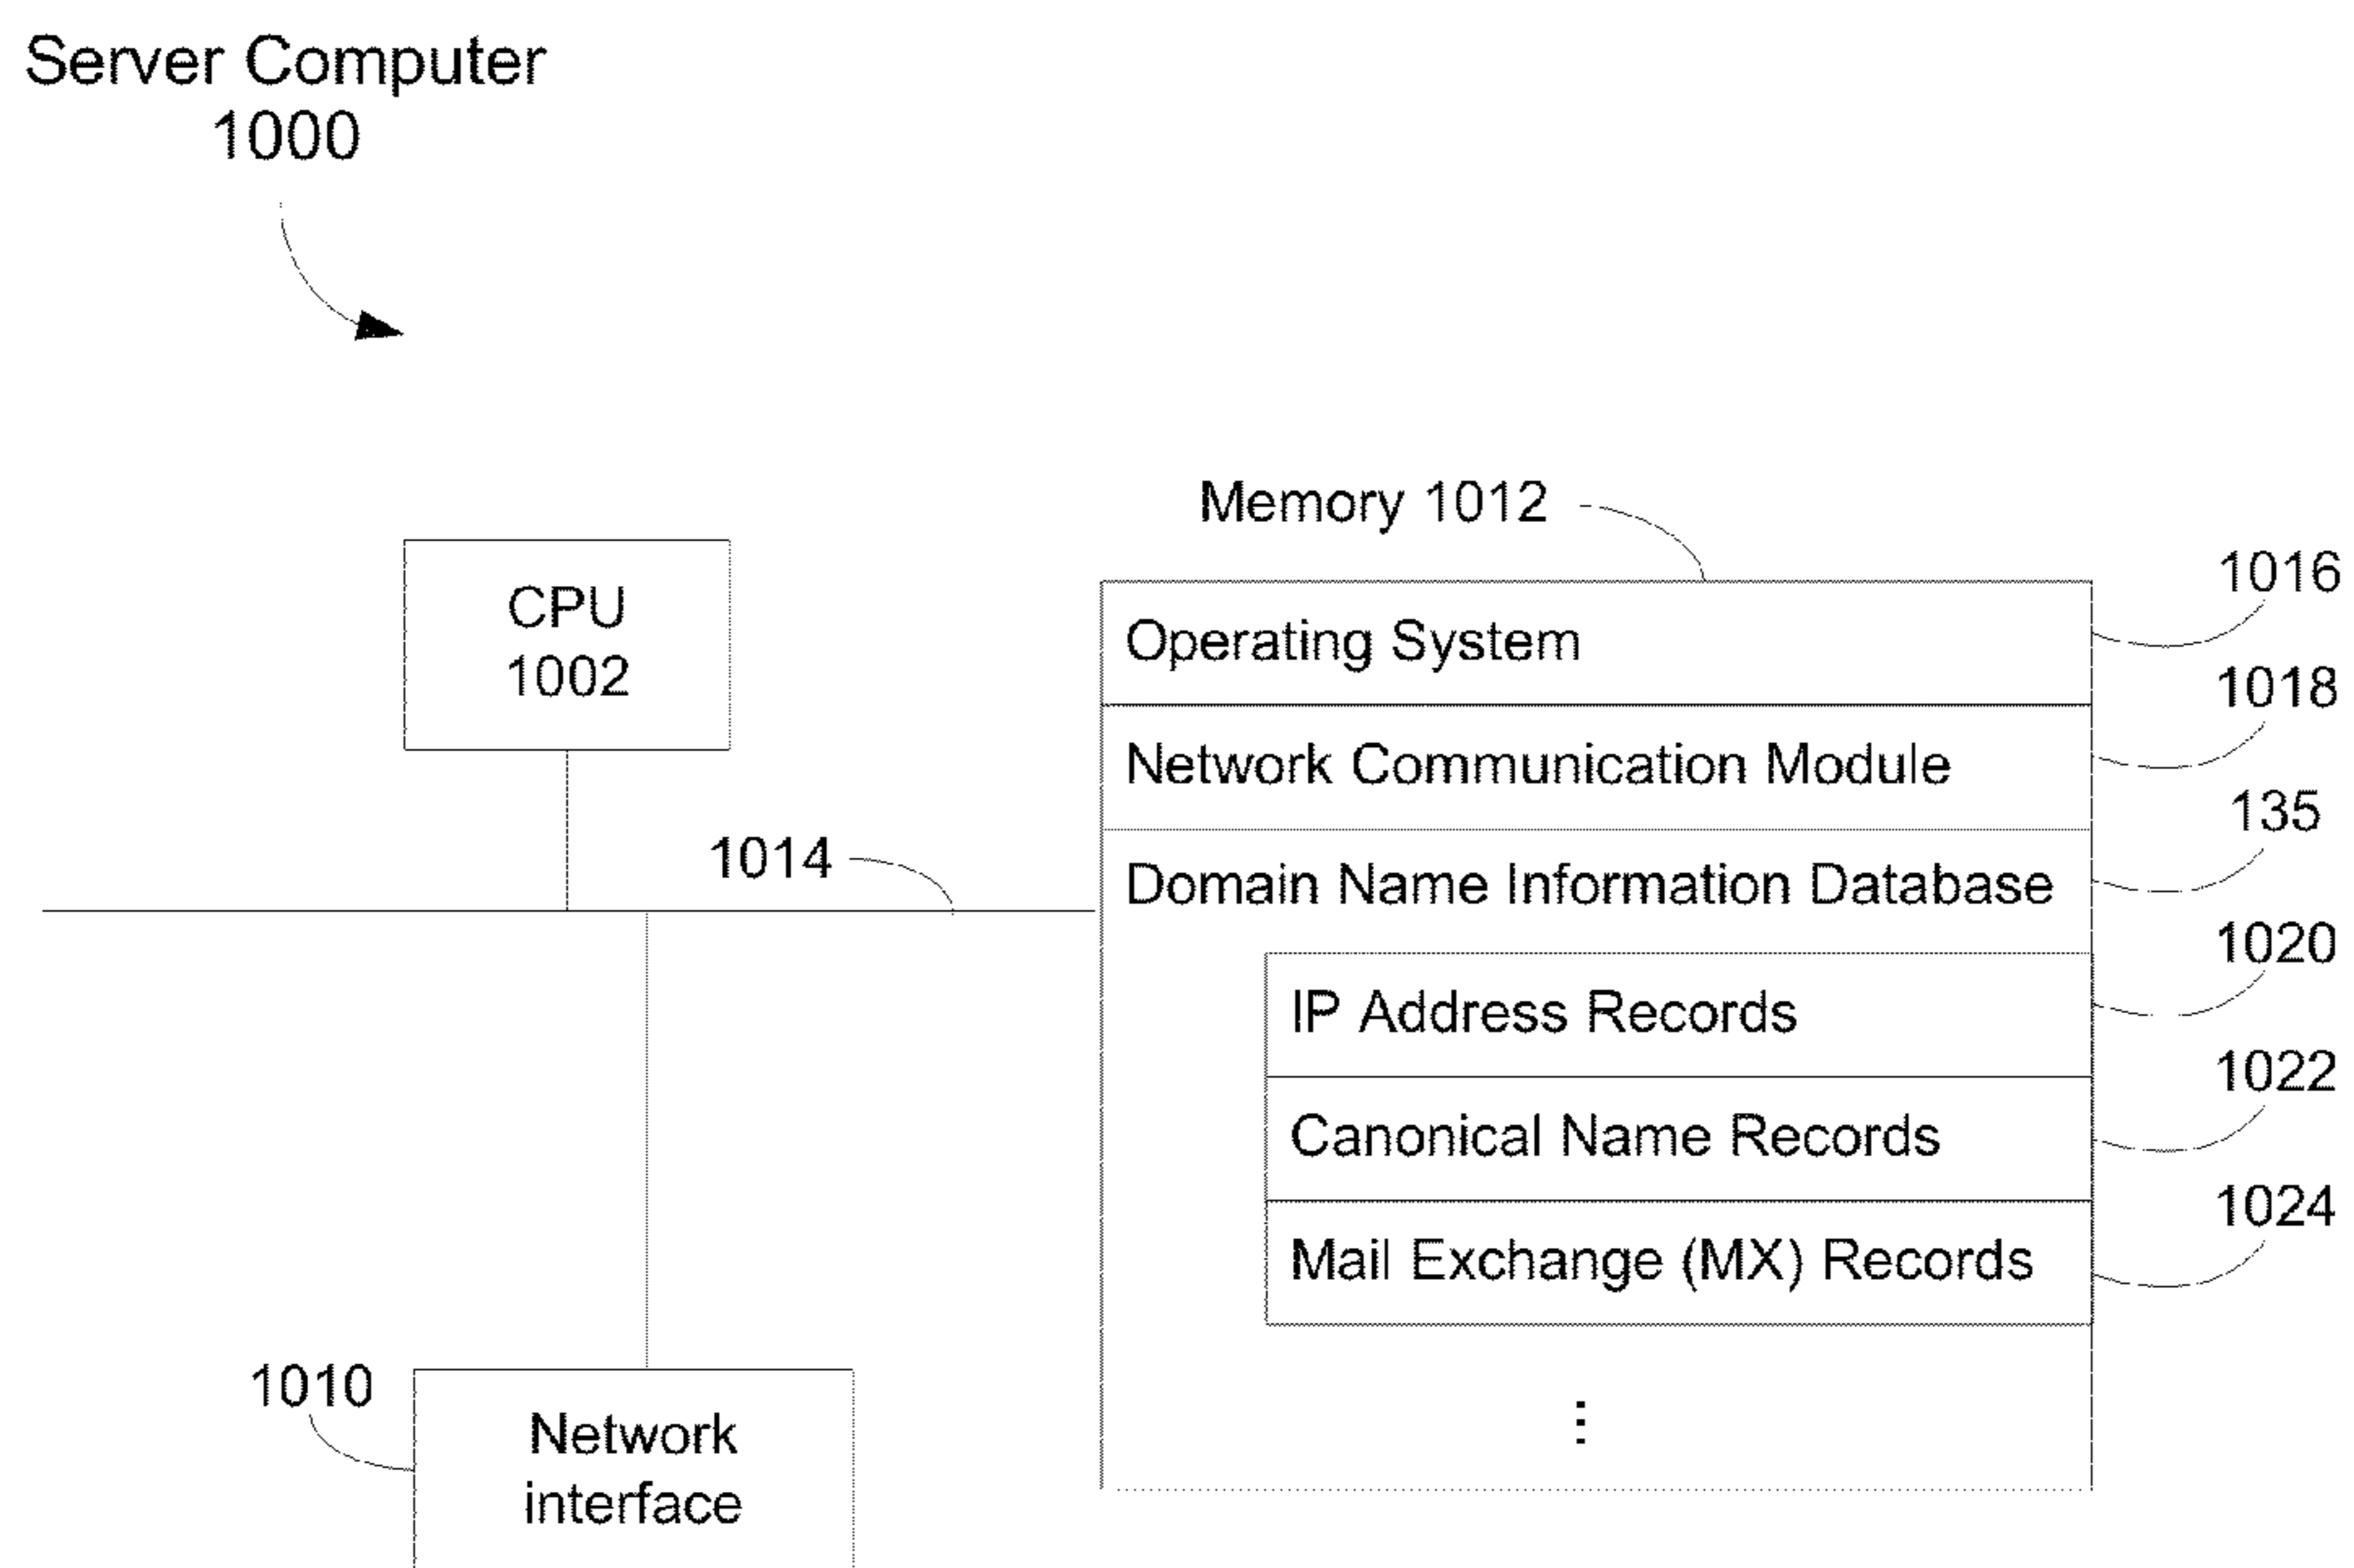 Server Computer
1000
Memory 1012
1016
CPU
1002
Operating System
1018
Network Communication Module
135
1014
Domain Name Information Database
1020
IP Address Records
1022
Canonical Name Records
1024
Mail Exchange (MX) Records
1010
Network
interface